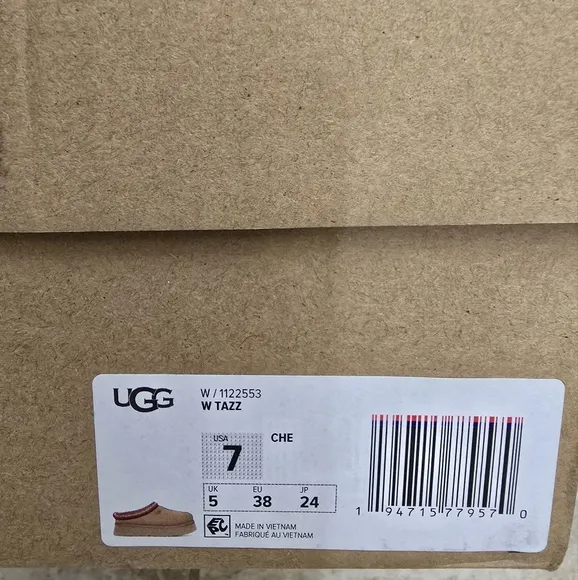 UGG
W / 1122553
W TAZZ
USA
7
CHE
UK EU JP
5 38 24
MADE IN VIETNAM
FABRIQUÉ AU VIETNAM
1 94715 77957 0